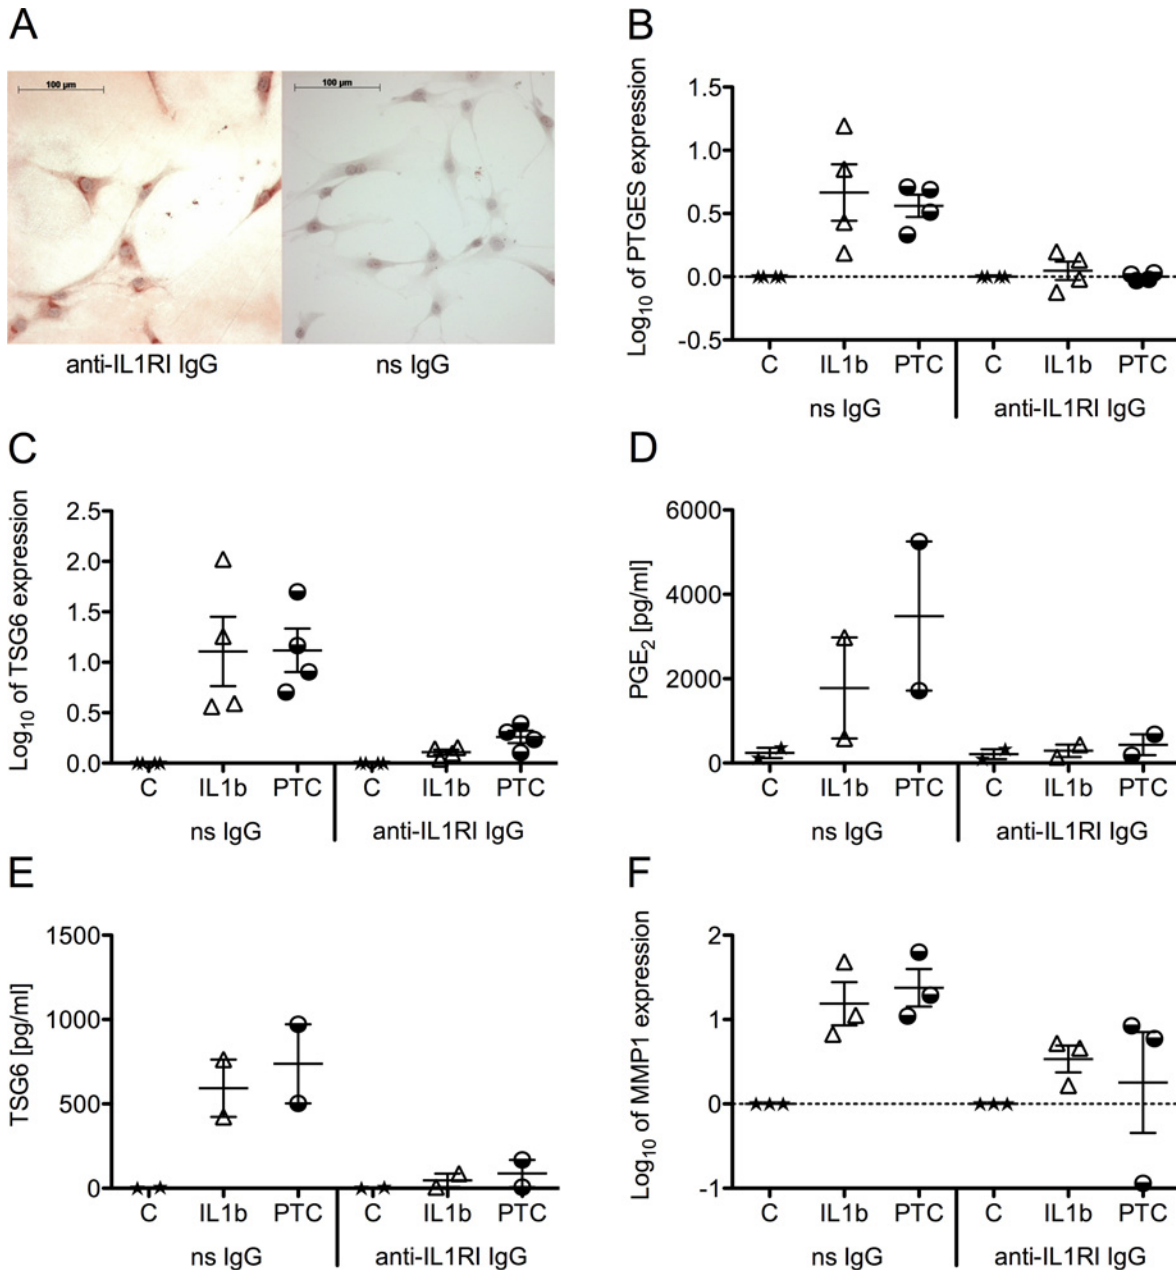 A
100 µm
100 µm
anti-IL1RI IgG
ns IgG
B
Log10 of PTGES expression
1.5
1.0
0.5
0.0
-0.5
C IL1b PTC C IL1b PTC
ns IgG anti-IL1RI IgG
C
Log10 of TSG6 expression
2.5
2.0
1.5
1.0
0.5
0.0
C IL1b PTC C IL1b PTC
ns IgG anti-IL1RI IgG
D
PGE2 [pg/ml]
6000
4000
2000
0
C IL1b PTC C IL1b PTC
ns IgG anti-IL1RI IgG
E
TSG6 [pg/ml]
1500
1000
500
0
C IL1b PTC C IL1b PTC
ns IgG anti-IL1RI IgG
F
Log10 of MMP1 expression
2
1
0
-1
C IL1b PTC C IL1b PTC
ns IgG anti-IL1RI IgG